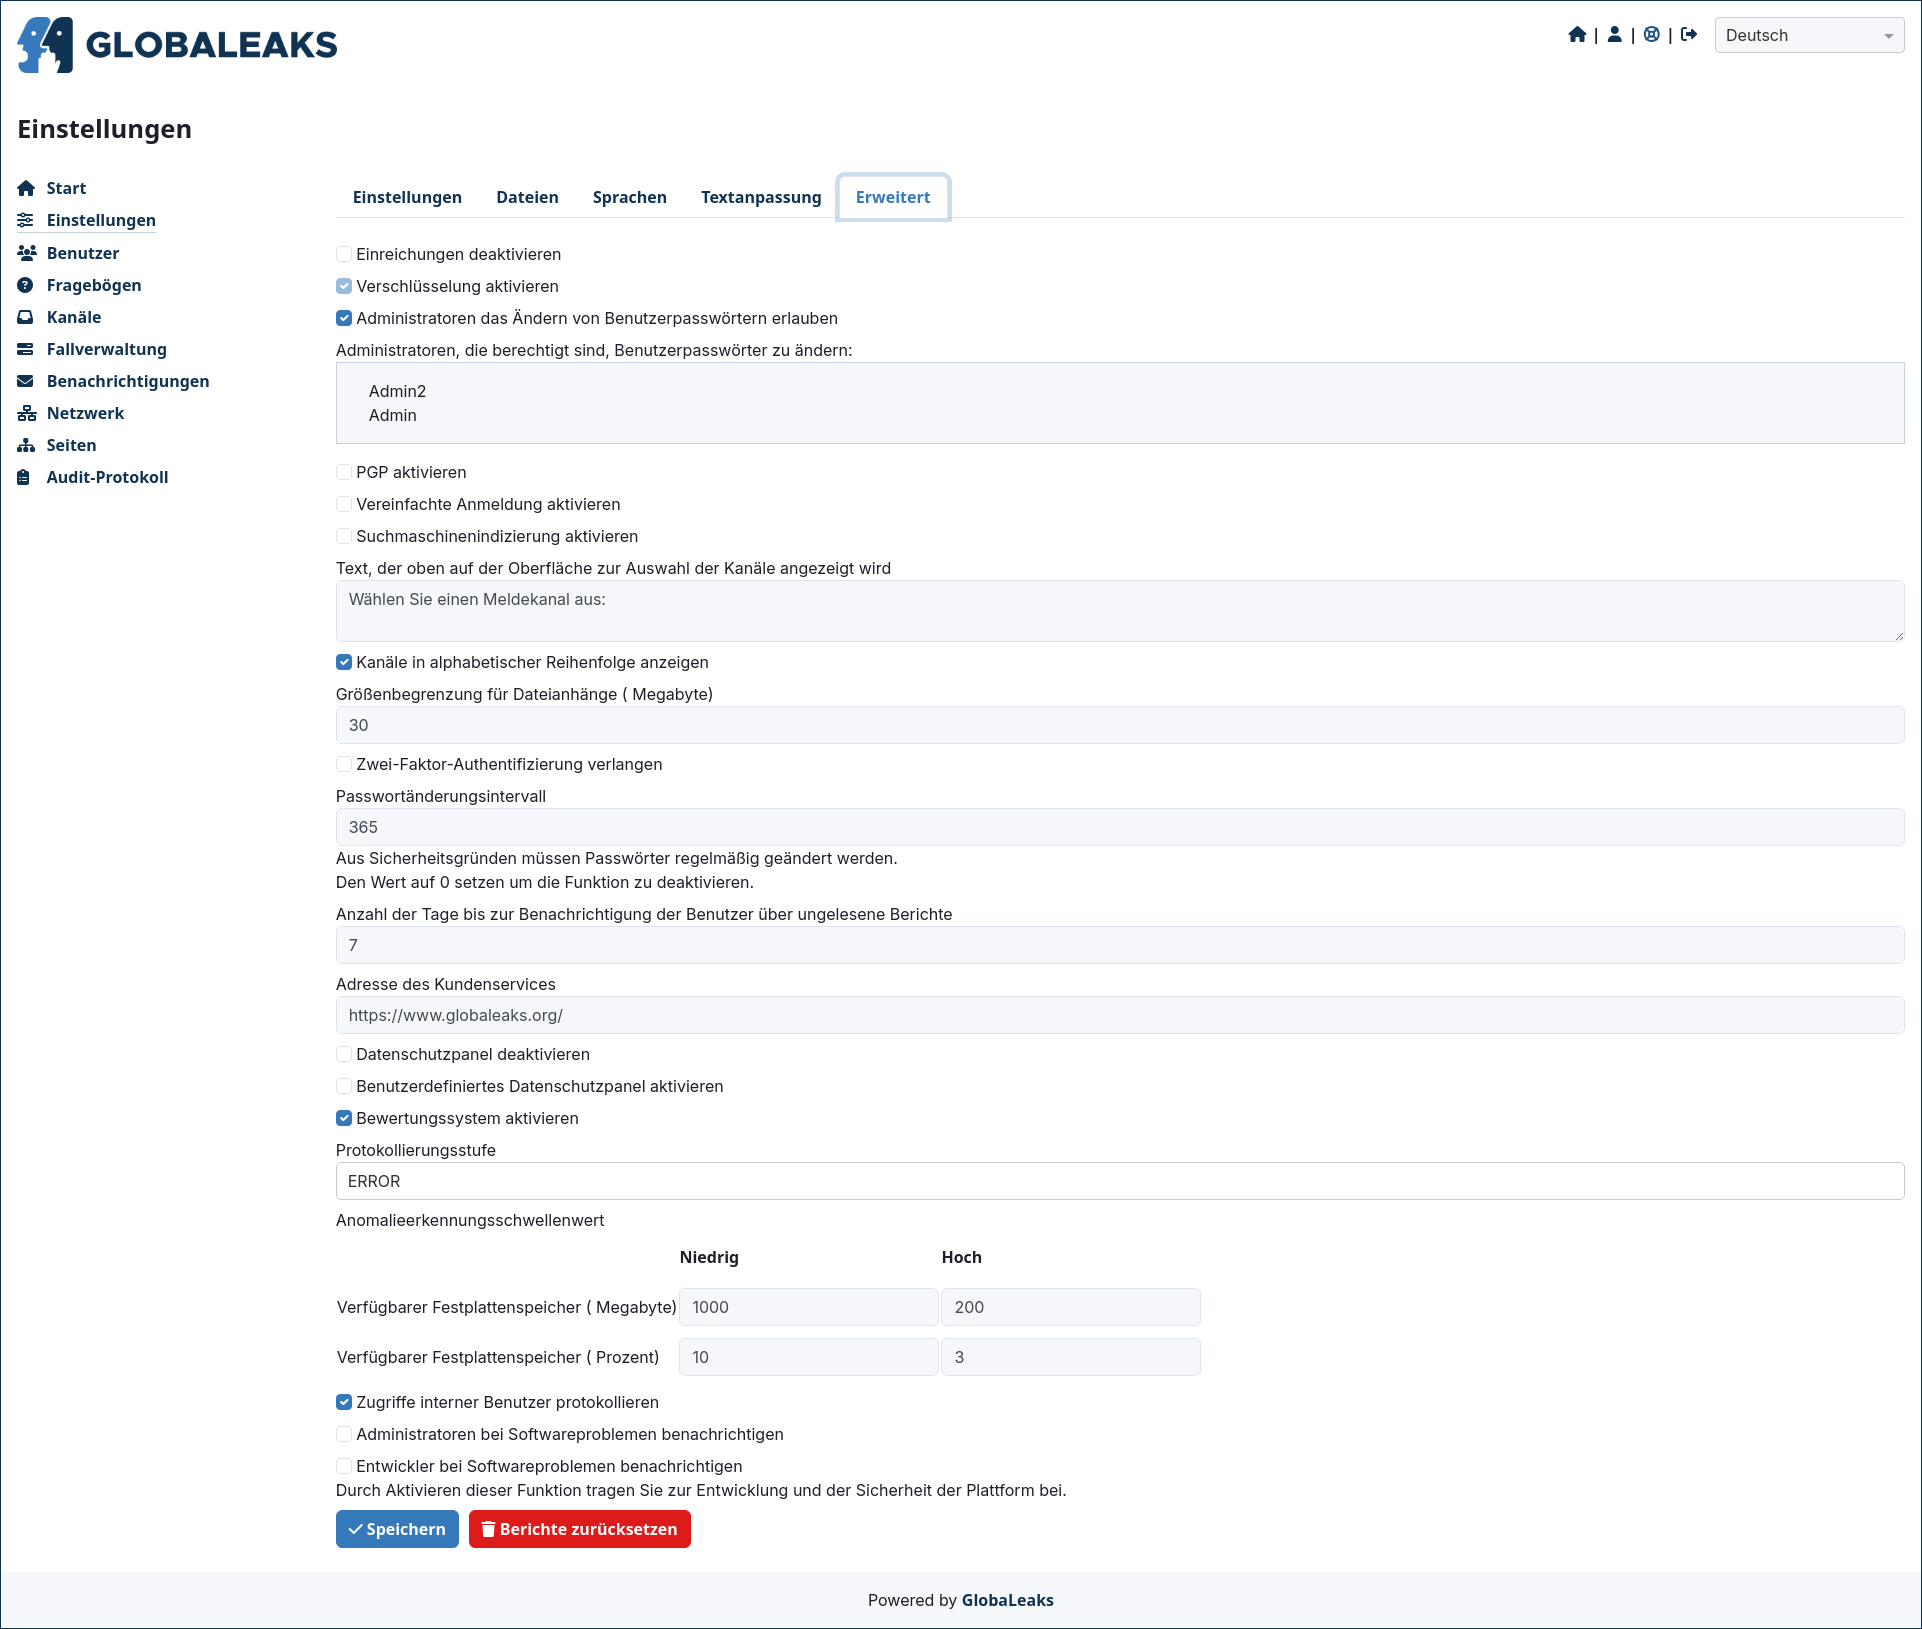 GLOBALEAKS
| | | Deutsch
Einstellungen
Start
Einstellungen
Benutzer
Fragebögen
Kanäle
Fallverwaltung
Benachrichtigungen
Netzwerk
Seiten
Audit-Protokoll
Einstellungen Dateien Sprachen Textanpassung Erweitert
Einreichungen deaktivieren
Verschlüsselung aktivieren
Administratoren das Ändern von Benutzerpasswörtern erlauben
Administratoren, die berechtigt sind, Benutzerpasswörter zu ändern:
Admin2
Admin
PGP aktivieren
Vereinfachte Anmeldung aktivieren
Suchmaschinenindizierung aktivieren
Text, der oben auf der Oberfläche zur Auswahl der Kanäle angezeigt wird
Wählen Sie einen Meldekanal aus:
Kanäle in alphabetischer Reihenfolge anzeigen
Größenbegrenzung für Dateianhänge ( Megabyte)
30
Zwei-Faktor-Authentifizierung verlangen
Passwortänderungsintervall
365
Aus Sicherheitsgründen müssen Passwörter regelmäßig geändert werden.
Den Wert auf 0 setzen um die Funktion zu deaktivieren.
Anzahl der Tage bis zur Benachrichtigung der Benutzer über ungelesene Berichte
7
Adresse des Kundenservices
https://www.globaleaks.org/
Datenschutzpanel deaktivieren
Benutzerdefiniertes Datenschutzpanel aktivieren
Bewertungssystem aktivieren
Protokollierungsstufe
ERROR
Anomalieerkennungsschwellenwert
Niedrig Hoch
Verfügbarer Festplattenspeicher ( Megabyte) 1000 200
Verfügbarer Festplattenspeicher ( Prozent) 10 3
Zugriffe interner Benutzer protokollieren
Administratoren bei Softwareproblemen benachrichtigen
Entwickler bei Softwareproblemen benachrichtigen
Durch Aktivieren dieser Funktion tragen Sie zur Entwicklung und der Sicherheit der Plattform bei.
Speichern Berichte zurücksetzen
Powered by GlobaLeaks